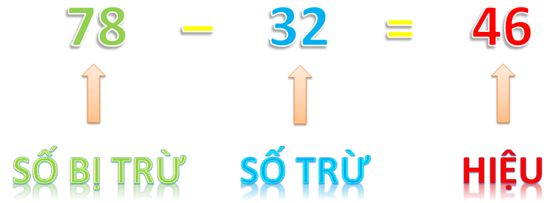 78 – 32 = 46
SỐ BỊ TRỪ SỐ TRỪ HIỆU